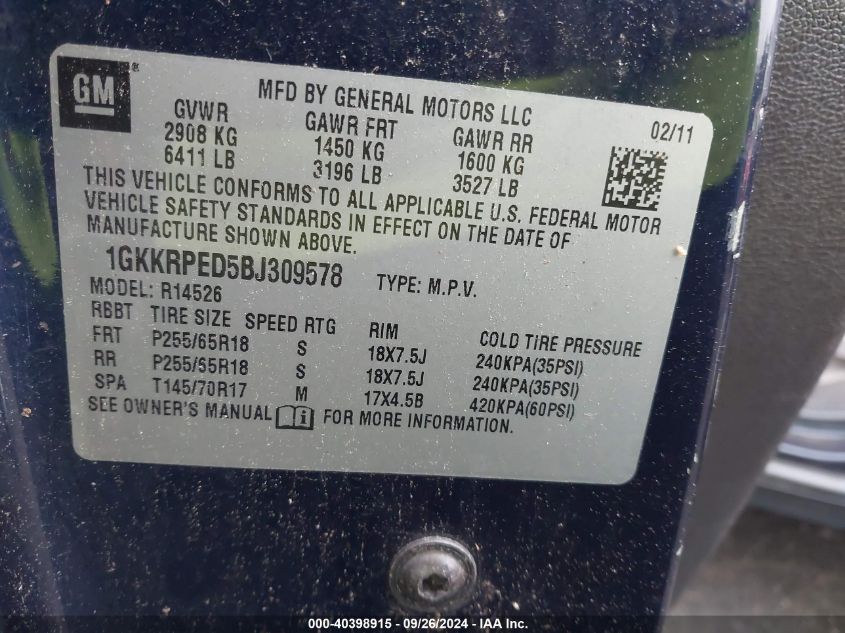 GM
MFD BY GENERAL MOTORS LLC
02/11
GVWR GAWR FRT GAWR RR
2908 KG 1450 KG 1600 KG
6411 LB 3196 LB 3527 LB
THIS VEHICLE CONFORMS TO ALL APPLICABLE U.S. FEDERAL MOTOR
VEHICLE SAFETY STANDARDS IN EFFECT ON THE DATE OF
MANUFACTURE SHOWN ABOVE.
1GKKRPED5BJ309578 TYPE: M.P.V.
MODEL: R14526
RBBT TIRE SIZE SPEED RTG RIM COLD TIRE PRESSURE
FRT P255/65R18 S 18X7.5J 240KPA(35PSI)
RR P255/65R18 S 18X7.5J 240KPA(35PSI)
SPA T145/70R17 M 17X4.5B 420KPA(60PSI)
SEE OWNER'S MANUAL FOR MORE INFORMATION.
000-40398915 - 09/26/2024 - IAA Inc.